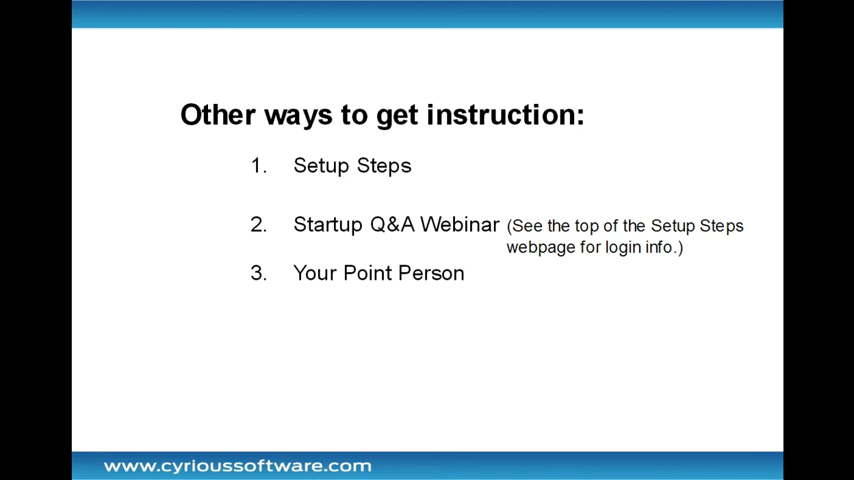 Other ways to get instruction:
1. Setup Steps
2. Startup Q&A Webinar (See the top of the Setup Steps
webpage for login info.)
3. Your Point Person
www.cyrioussoftware.com